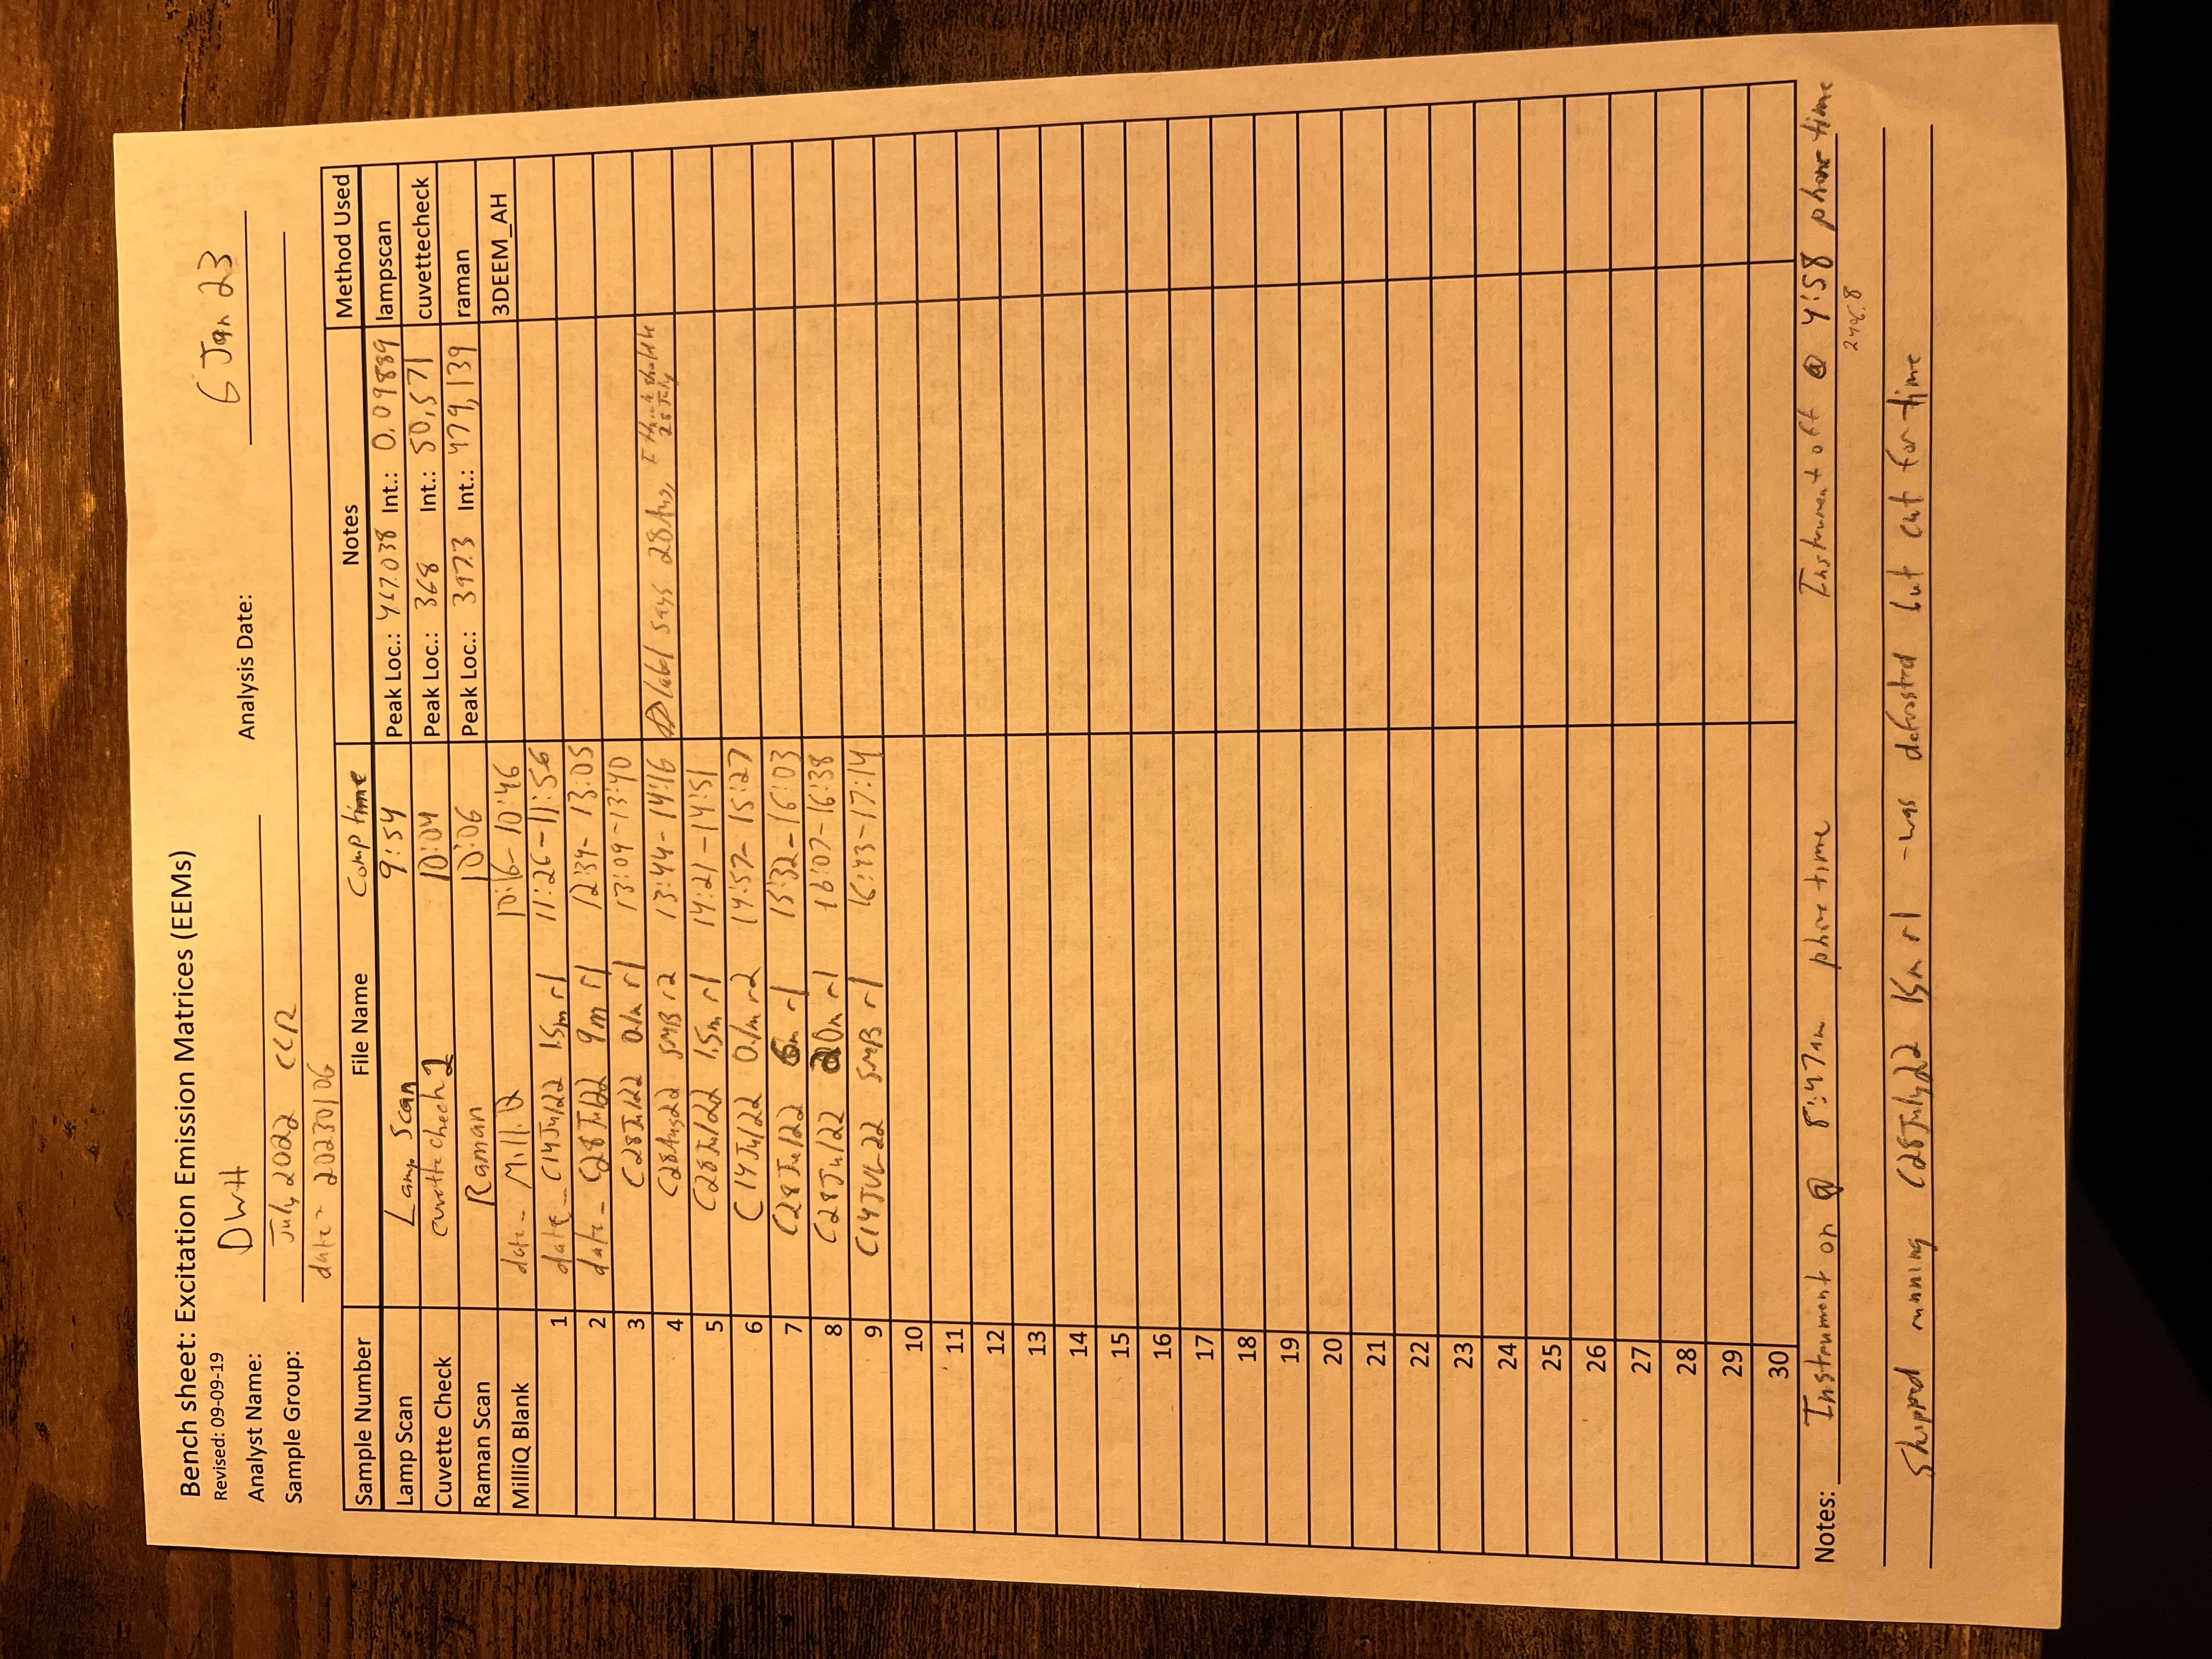 Bench sheet: Excitation Emission Matrices (EEMs)
Revised: 09-09-19
Analyst Name: DWH Analysis Date: 6 Jan 23
Sample Group: July 2022 CCR
date = 20230106
Sample Number File Name Comp time Notes Method Used
Lamp Scan Lamp Scan 9:54 Peak Loc.: 467.038 Int.: 0.09889 lampscan
Cuvette Check cuvettecheck2 10:04 Peak Loc.: 368 Int.: 50,571 cuvettecheck
Raman Scan Raman 10:06 Peak Loc.: 397.3 Int.: 479,139 raman
MilliQ Blank date_ MilliQ 10:16-10:46 3DEEM_AH
1 date_ C14Jul22 1.5m r1 11:26-11:56
2 date_ C28Jul22 9m r1 12:34-13:05
3 C28Jul22 0.1m r1 13:09-13:40
4 C28Aug22 SMB r2 13:44-14:16 label says 28 Aug, I think should be 28 July
5 C28Jul22 1.5m r1 14:21-14:51
6 C14Jul22 0.1m r2 14:57-15:27
7 C28Jul22 6m r1 15:32-16:03
8 C28Jul22 20m r1 16:07-16:38
9 C14JUL22 SMB r1 16:43-17:14
10
11
12
13
14
15
16
17
18
19
20
21
22
23
24
25
26
27
28
29
30
Notes: Instrument on @ 8:47am phone time Instrument off @ 4:58 phone time
2406.8
Skipped running C28July22 15m r1 - was defrosted but cut for time